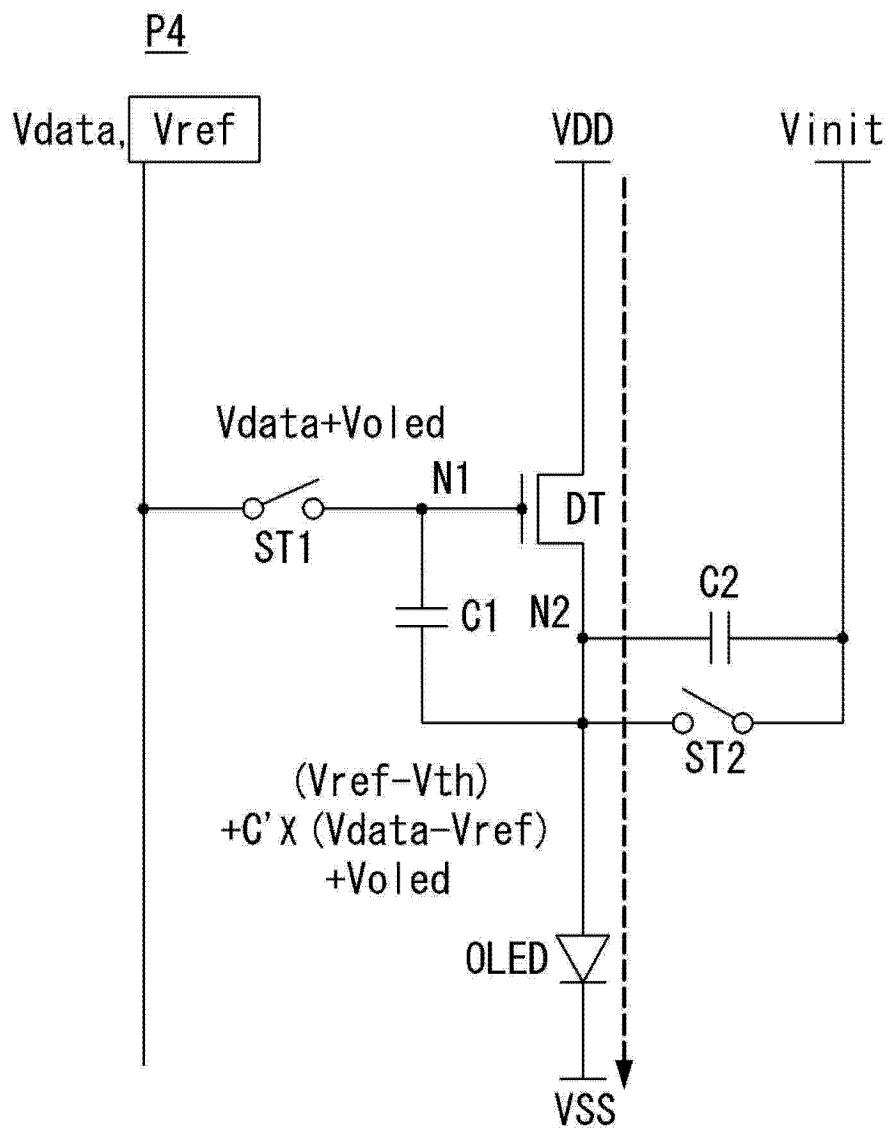 P4
Vdata, Vref
VDD
Vinit
Vdata+Voled
N1
DT
ST1
C1
N2
C2
ST2
(Vref-Vth)
+C'X(Vdata-Vref)
+Voled
OLED
VSS